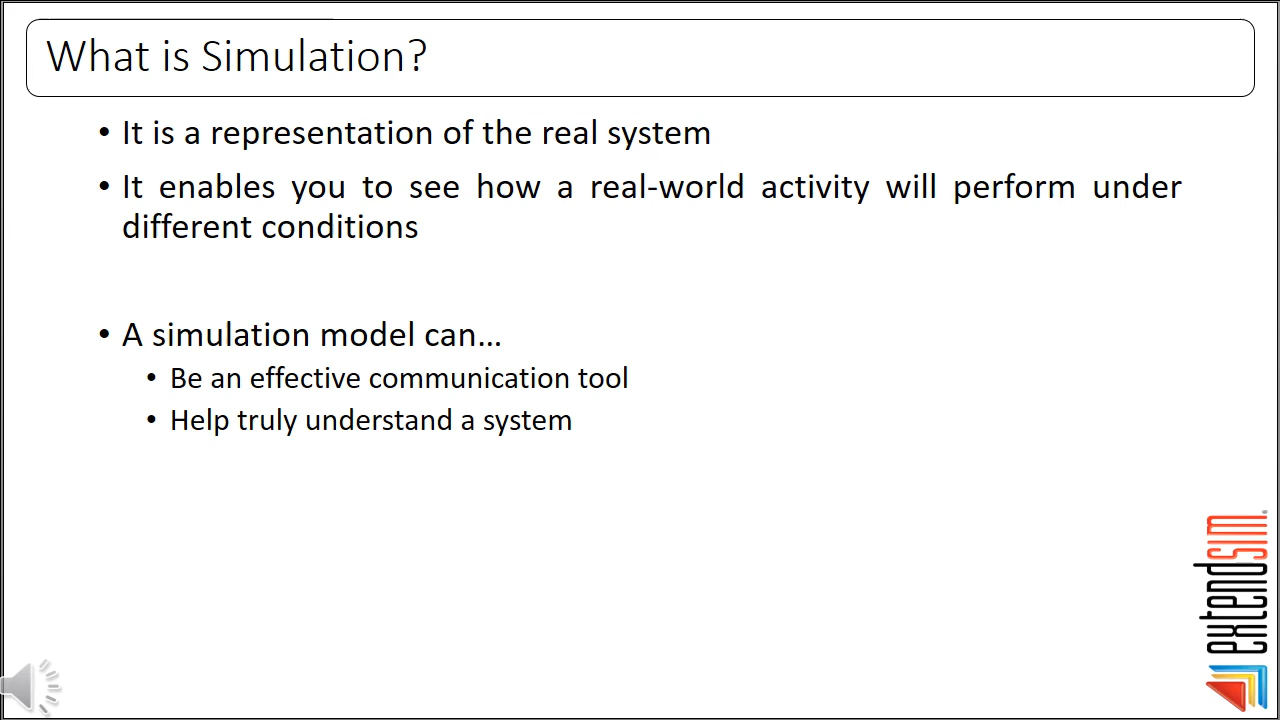 What is Simulation?
• It is a representation of the real system
• It enables you to see how a real-world activity will perform under
different conditions
• A simulation model can…
• Be an effective communication tool
• Help truly understand a system
extendsim